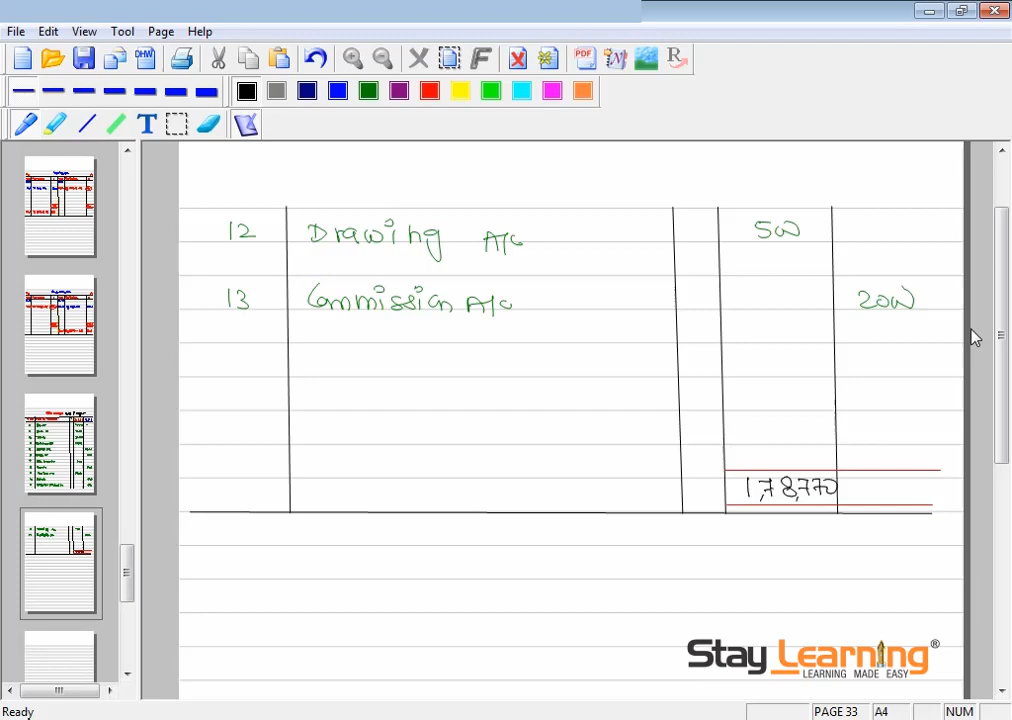 File Edit View Tool Page Help
12 Drawing A/c 500
13 Commission A/c 2000
1,78,770
Stay Learning®
LEARNING MADE EASY
Ready PAGE 33 A4 NUM